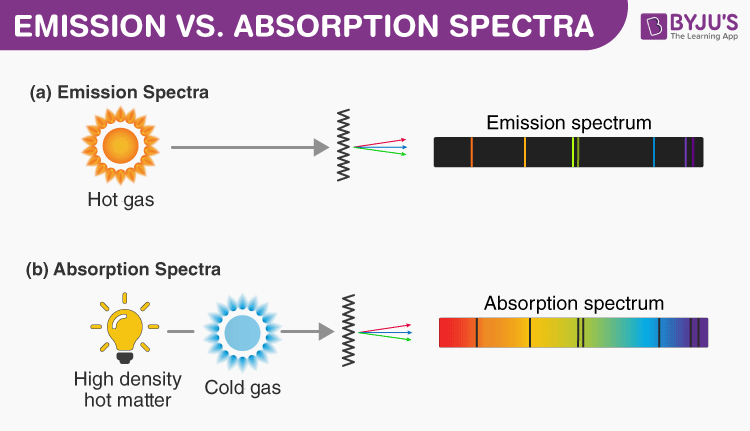 EMISSION VS. ABSORPTION SPECTRA
BYJU'S
The Learning App
(a) Emission Spectra
Hot gas
Emission spectrum
(b) Absorption Spectra
High density
hot matter
Cold gas
Absorption spectrum